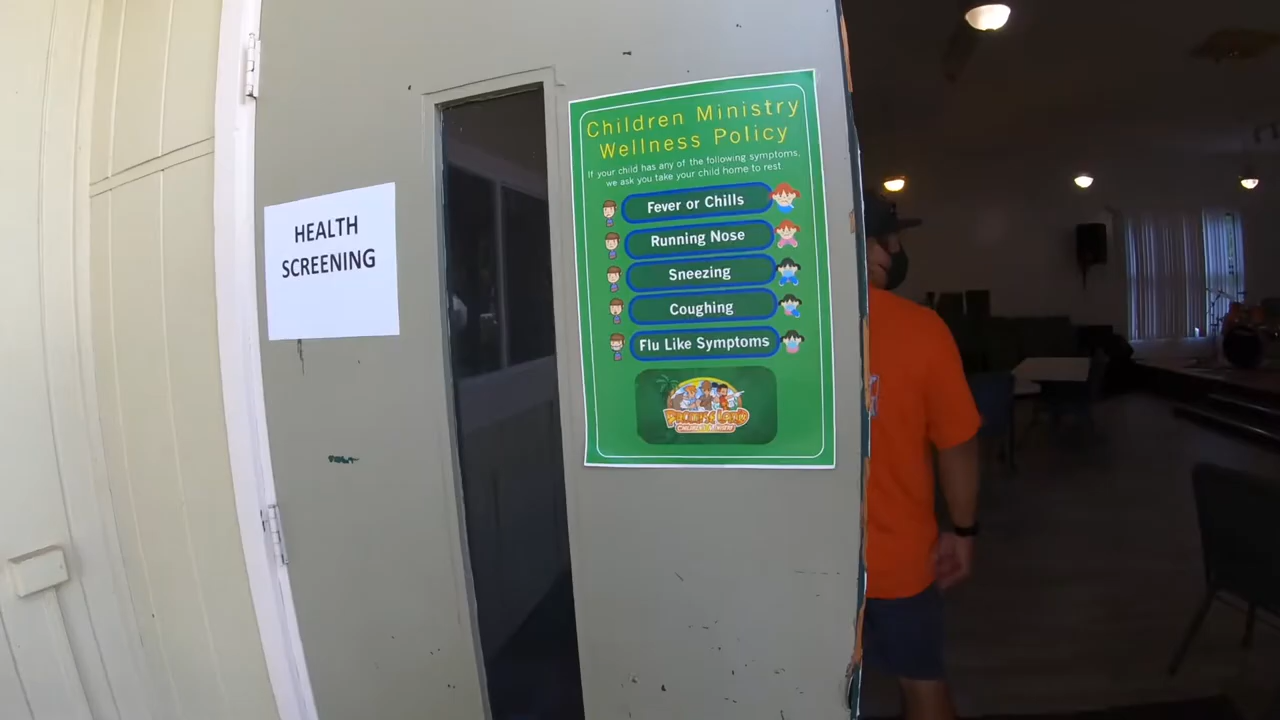 HEALTH
SCREENING
Children Ministry
Wellness Policy
If your child has any of the following symptoms,
we ask you take your child home to rest.
Fever or Chills
Running Nose
Sneezing
Coughing
Flu Like Symptoms